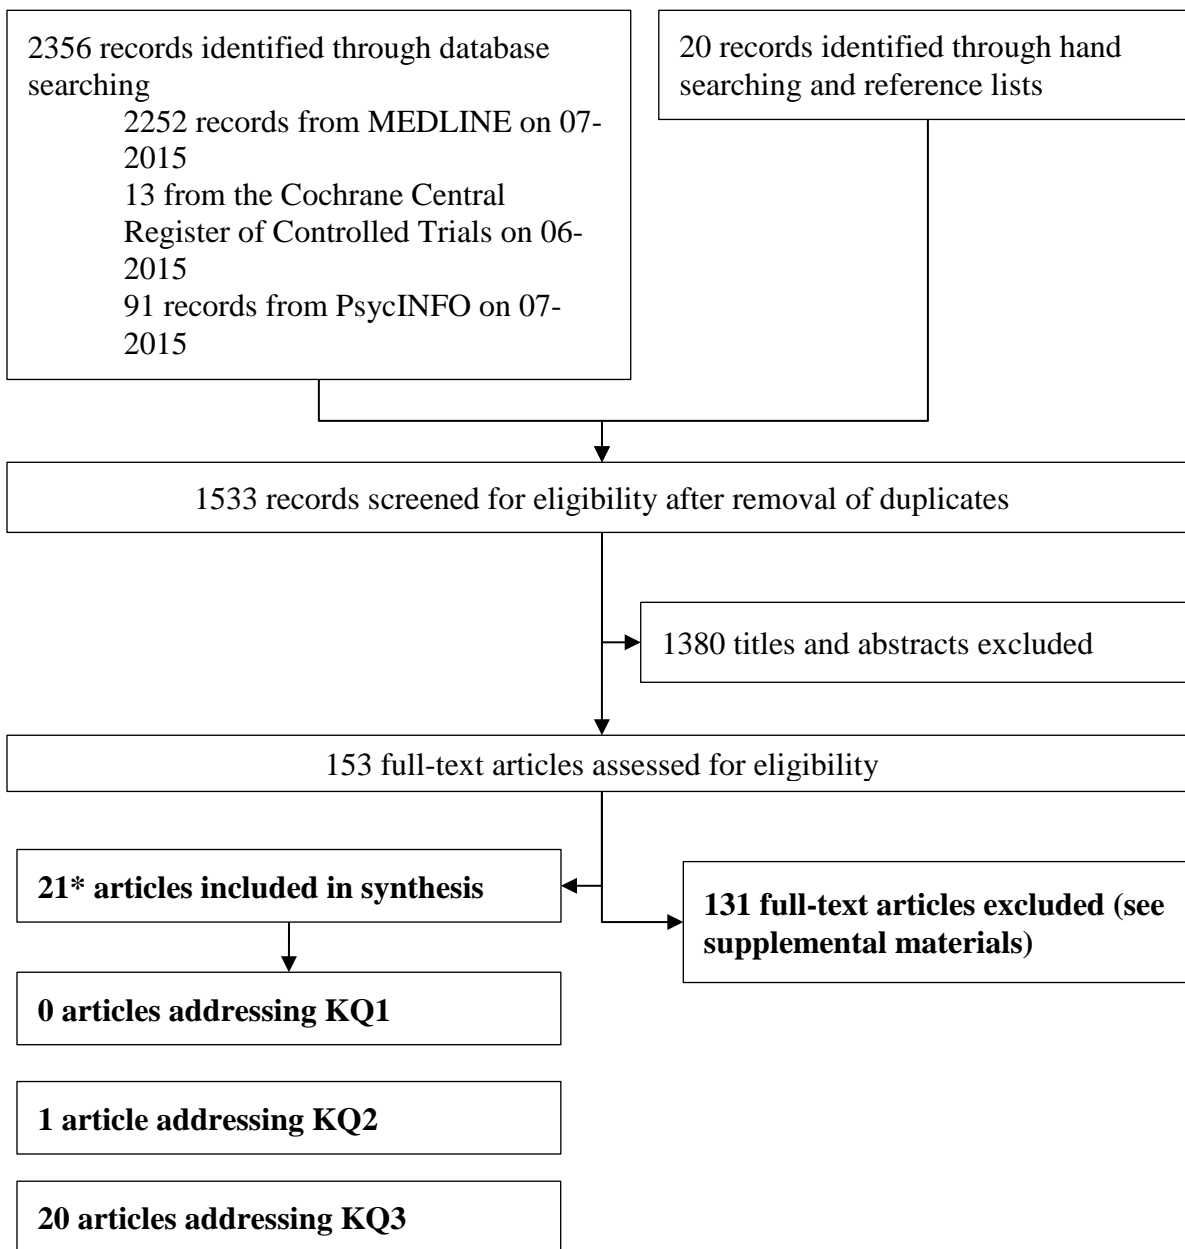 2356 records identified through database
searching
2252 records from MEDLINE on 07-
2015
13 from the Cochrane Central
Register of Controlled Trials on 06-
2015
91 records from PsycINFO on 07-
2015
20 records identified through hand
searching and reference lists
1533 records screened for eligibility after removal of duplicates
1380 titles and abstracts excluded
153 full-text articles assessed for eligibility
21* articles included in synthesis
131 full-text articles excluded (see
supplemental materials)
0 articles addressing KQ1
1 article addressing KQ2
20 articles addressing KQ3